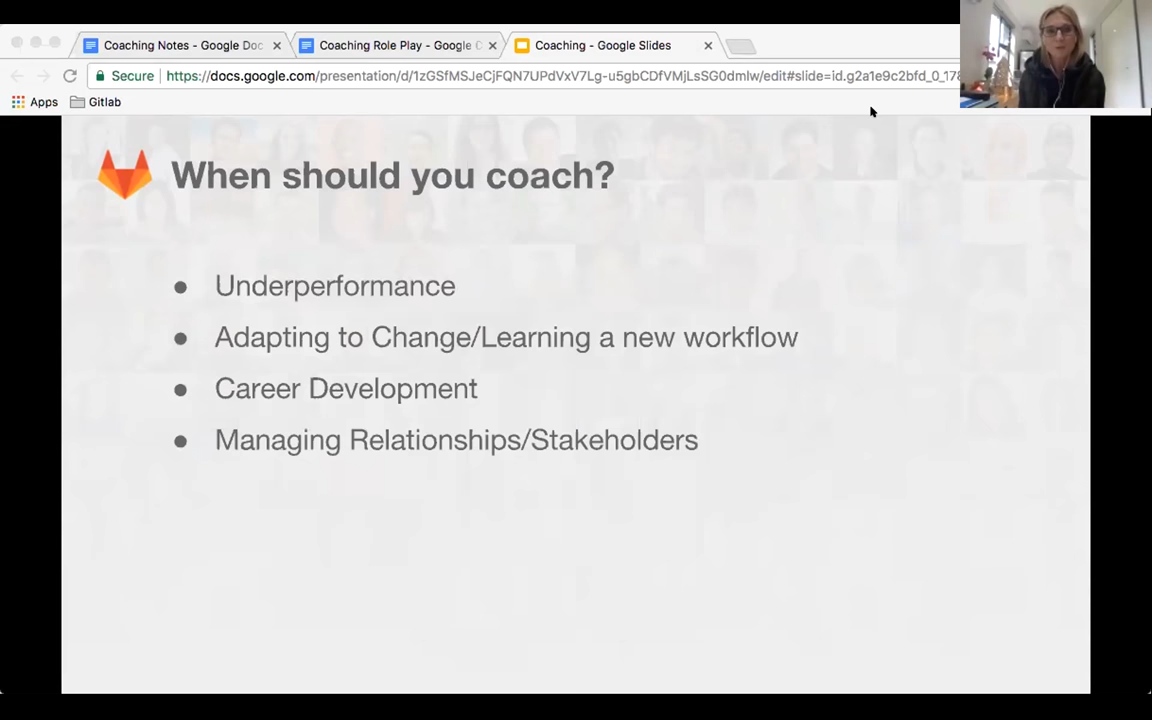 Coaching Notes - Google Doc
Coaching Role Play - Google D
Coaching - Google Slides
Secure
https://docs.google.com/presentation/d/1zGSfMSJeCjFQN7UPdVxV7Lg-u5gbCDfVMjLsSG0dmlw/edit#slide=id.g2a1e9c2bfd_0_178
Apps
Gitlab
When should you coach?
● Underperformance
● Adapting to Change/Learning a new workflow
● Career Development
● Managing Relationships/Stakeholders